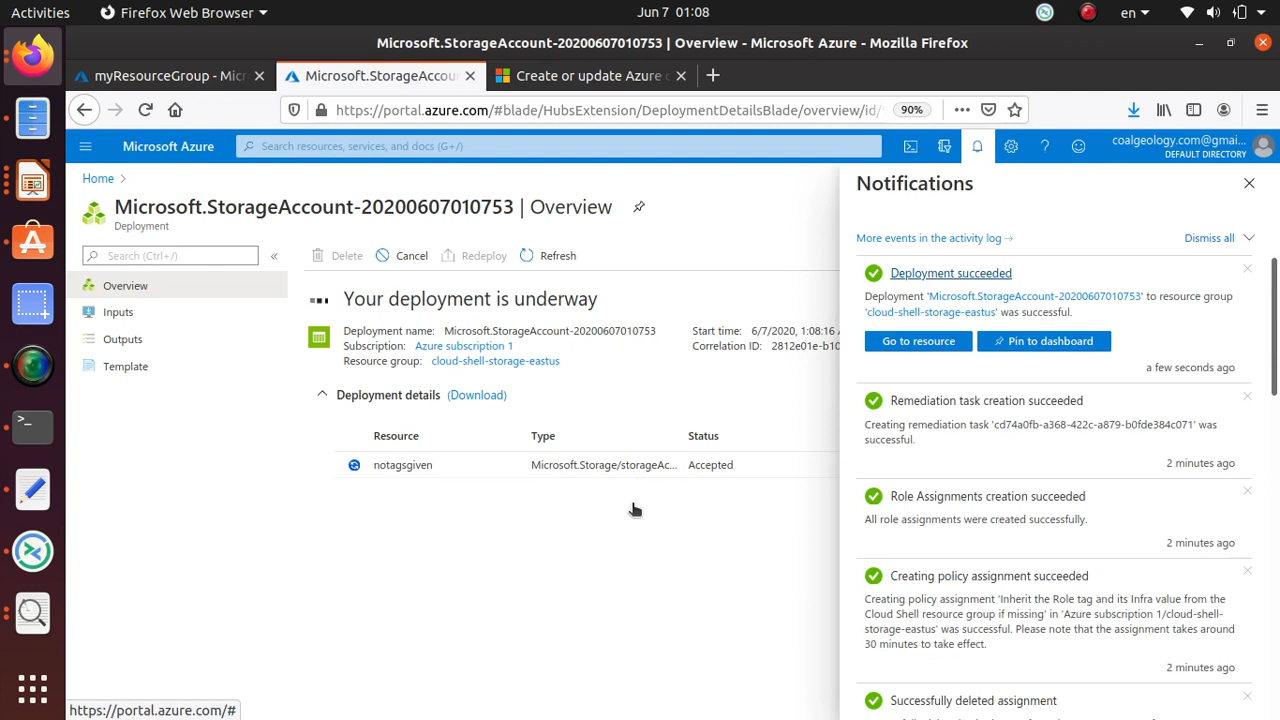 Activities
Firefox Web Browser
Jun 7 01:08
en
Microsoft.StorageAccount-20200607010753 | Overview - Microsoft Azure - Mozilla Firefox
myResourceGroup - Micr
Microsoft.StorageAccou
Create or update Azure
https://portal.azure.com/#blade/HubsExtension/DeploymentDetailsBlade/overview/id/
90%
Microsoft Azure
Search resources, services, and docs (G+/)
coalgeology.com@gmai...
DEFAULT DIRECTORY
Home
Microsoft.StorageAccount-20200607010753 | Overview
Deployment
Search (Ctrl+/)
Overview
Inputs
Outputs
Template
Delete
Cancel
Redeploy
Refresh
Your deployment is underway
Deployment name: Microsoft.StorageAccount-20200607010753
Subscription: Azure subscription 1
Resource group: cloud-shell-storage-eastus
Start time: 6/7/2020, 1:08:16
Correlation ID: 2812e01e-b10
Deployment details (Download)
Resource Type Status
notagsgiven Microsoft.Storage/storageAc... Accepted
Notifications
More events in the activity log →
Dismiss all
Deployment succeeded
Deployment 'Microsoft.StorageAccount-20200607010753' to resource group
'cloud-shell-storage-eastus' was successful.
Go to resource
Pin to dashboard
a few seconds ago
Remediation task creation succeeded
Creating remediation task 'cd74a0fb-a368-422c-a879-b0fde384c071' was
successful.
2 minutes ago
Role Assignments creation succeeded
All role assignments were created successfully.
2 minutes ago
Creating policy assignment succeeded
Creating policy assignment 'Inherit the Role tag and its Infra value from the
Cloud Shell resource group if missing' in 'Azure subscription 1/cloud-shell-
storage-eastus' was successful. Please note that the assignment takes around
30 minutes to take effect.
2 minutes ago
Successfully deleted assignment
https://portal.azure.com/#